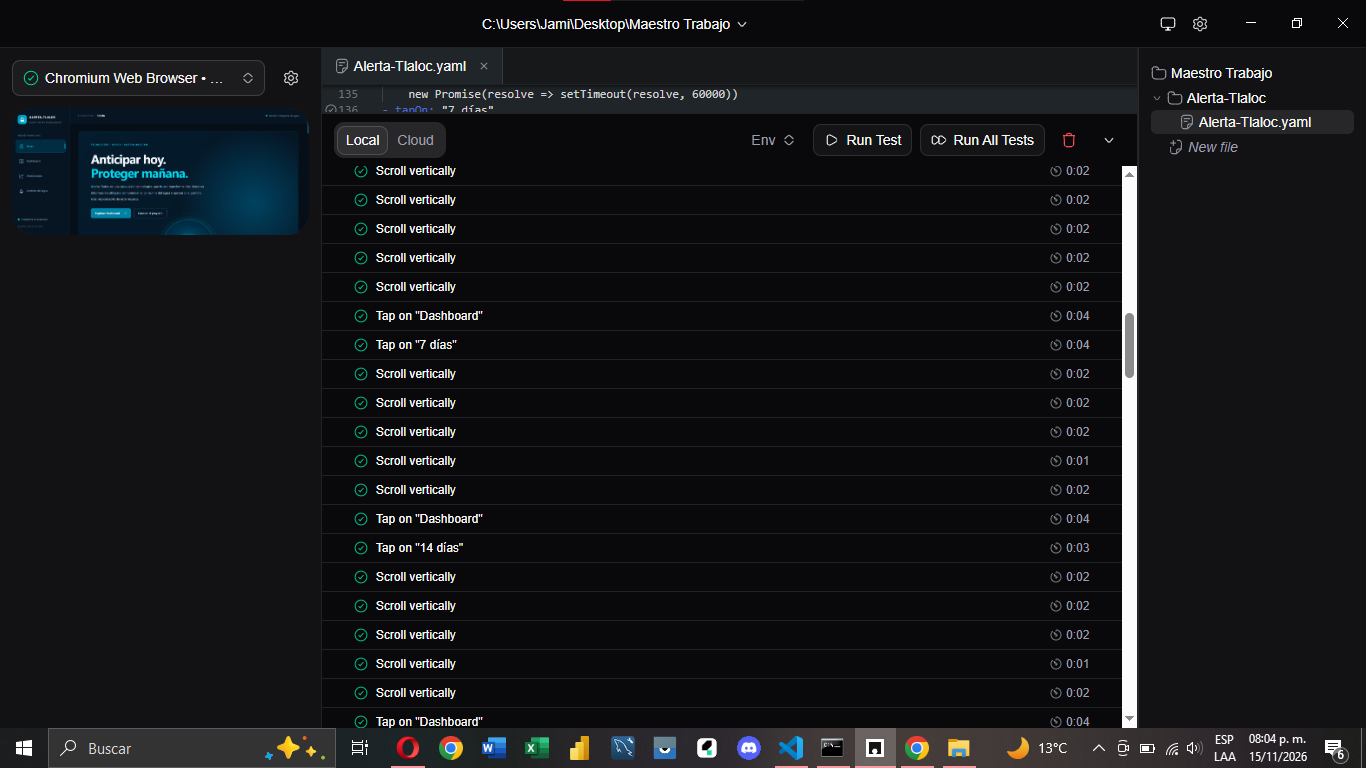 C:\Users\Jami\Desktop\Maestro Trabajo
Chromium Web Browser • ...
Anticipar hoy.
Proteger mañana.
Alerta-Tlaloc.yaml
135 new Promise(resolve => setTimeout(resolve, 60000))
136 - tapOn: "7 días"
Local Cloud Env Run Test Run All Tests
Scroll vertically 0:02
Scroll vertically 0:02
Scroll vertically 0:02
Scroll vertically 0:02
Scroll vertically 0:02
Tap on "Dashboard" 0:04
Tap on "7 días" 0:04
Scroll vertically 0:02
Scroll vertically 0:02
Scroll vertically 0:02
Scroll vertically 0:01
Scroll vertically 0:02
Tap on "Dashboard" 0:04
Tap on "14 días" 0:03
Scroll vertically 0:02
Scroll vertically 0:02
Scroll vertically 0:02
Scroll vertically 0:01
Scroll vertically 0:02
Tap on "Dashboard" 0:04
Maestro Trabajo
Alerta-Tlaloc
Alerta-Tlaloc.yaml
New file
Buscar
13°C
ESP
LAA
08:04 p. m.
15/11/2026
6